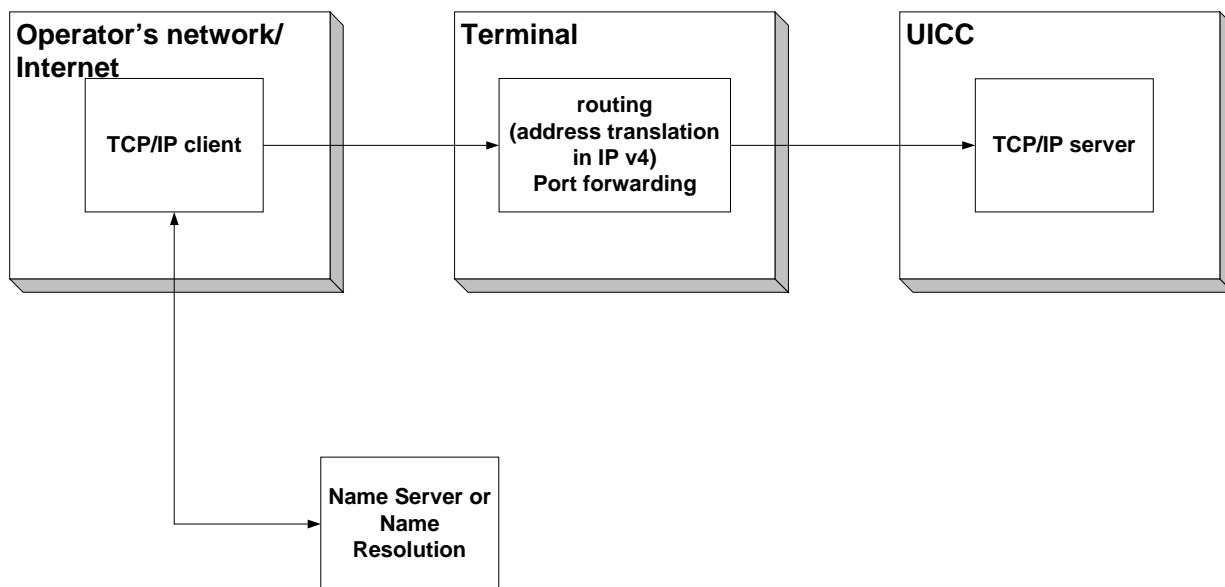 Operator’s network/
Internet
TCP/IP client
Terminal
routing
(address translation
in IP v4)
Port forwarding
UICC
TCP/IP server
Name Server or
Name
Resolution